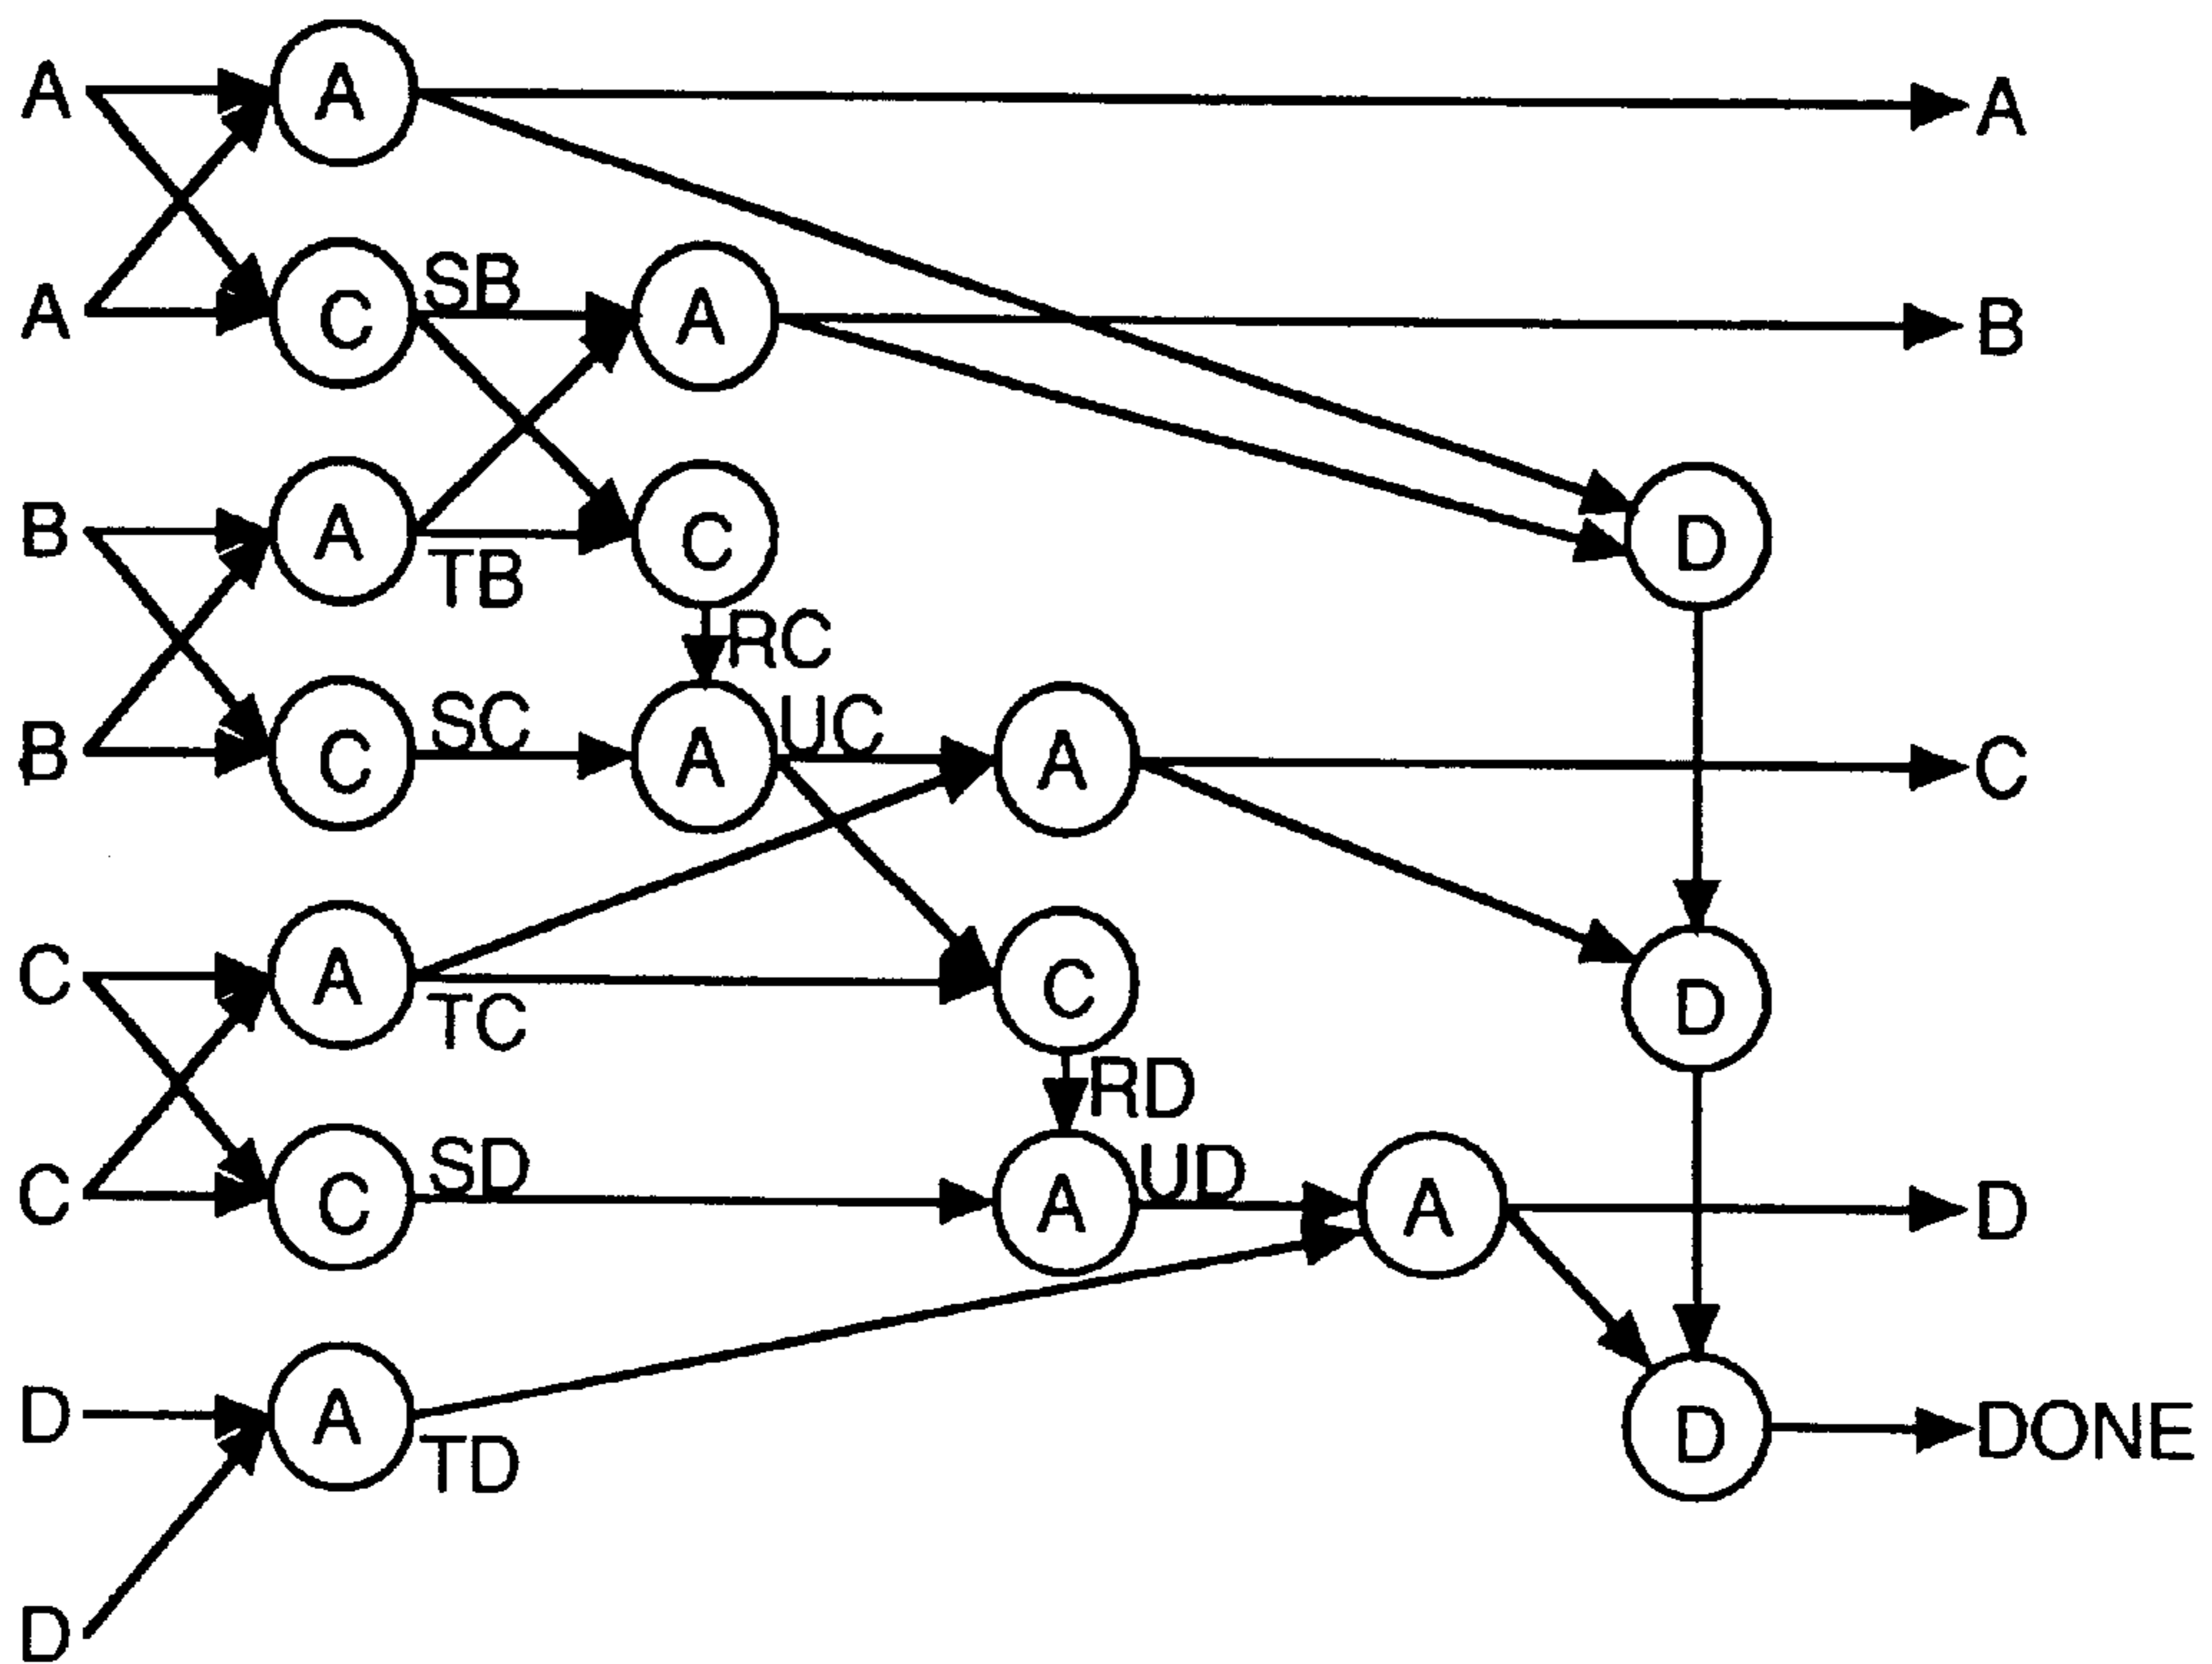 A A A
A C SB A B
B A TB C D
RC
B C SC A UC A C
C A TC C D
RD
C C SD A UD A D
D A TD D DONE
D